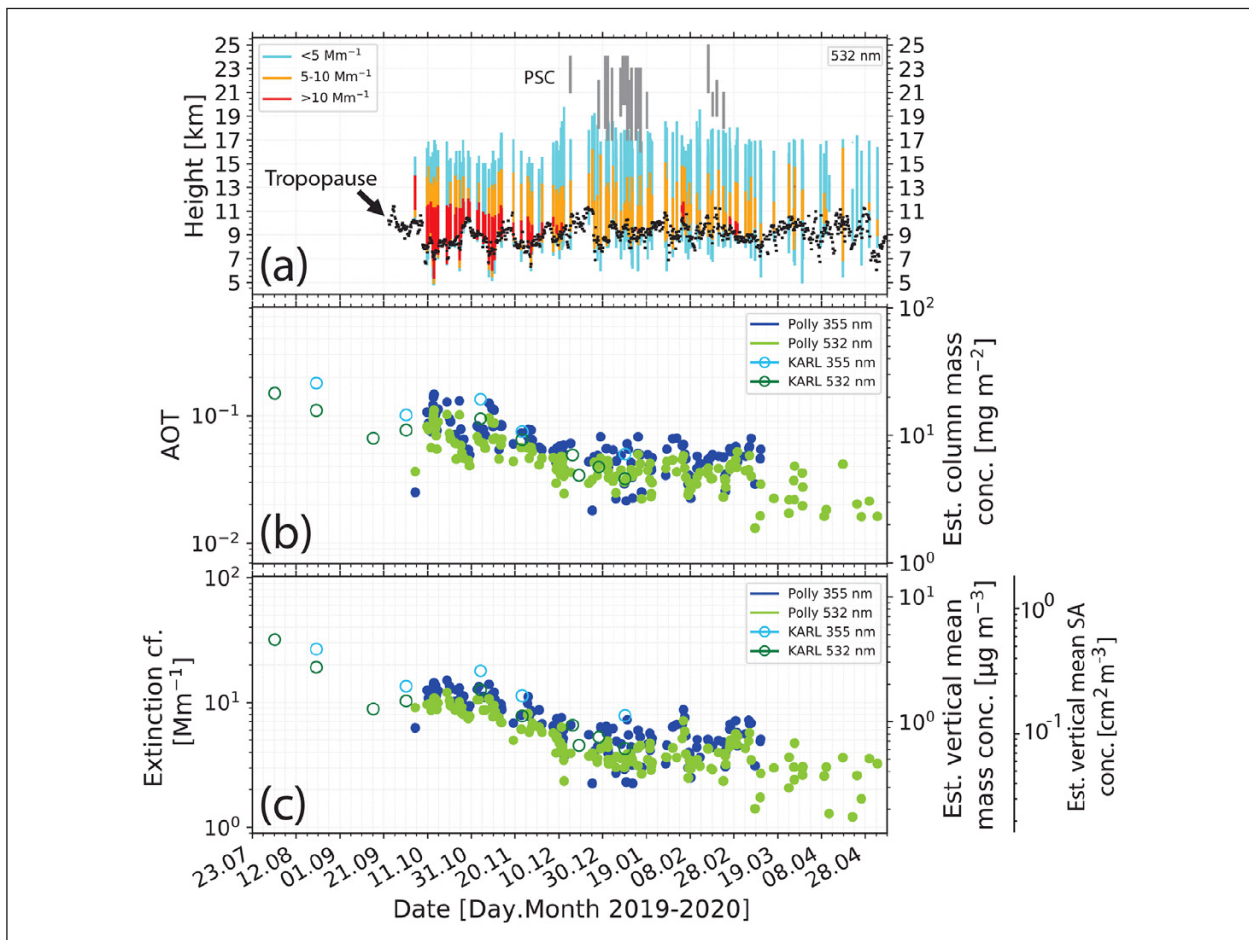 25
23
21
19
17
15
13
11
9
7
5
Height [km]
<5 Mm⁻¹
5-10 Mm⁻¹
>10 Mm⁻¹
PSC
532 nm
Tropopause
(a)
25
23
21
19
17
15
13
11
9
7
5
10⁻¹
10⁻²
AOT
Polly 355 nm
Polly 532 nm
KARL 355 nm
KARL 532 nm
(b)
10²
10¹
10⁰
Est. column mass
conc. [mg m⁻²]
10²
10¹
10⁰
Extinction cf.
[Mm⁻¹]
Polly 355 nm
Polly 532 nm
KARL 355 nm
KARL 532 nm
(c)
10¹
10⁰
Est. vertical mean
mass conc. [µg m⁻³]
10⁰
10⁻¹
Est. vertical mean SA
conc. [cm² m⁻³]
23.07
12.08
01.09
21.09
11.10
31.10
20.11
10.12
30.12
19.01
08.02
28.02
19.03
08.04
28.04
Date [Day.Month 2019-2020]